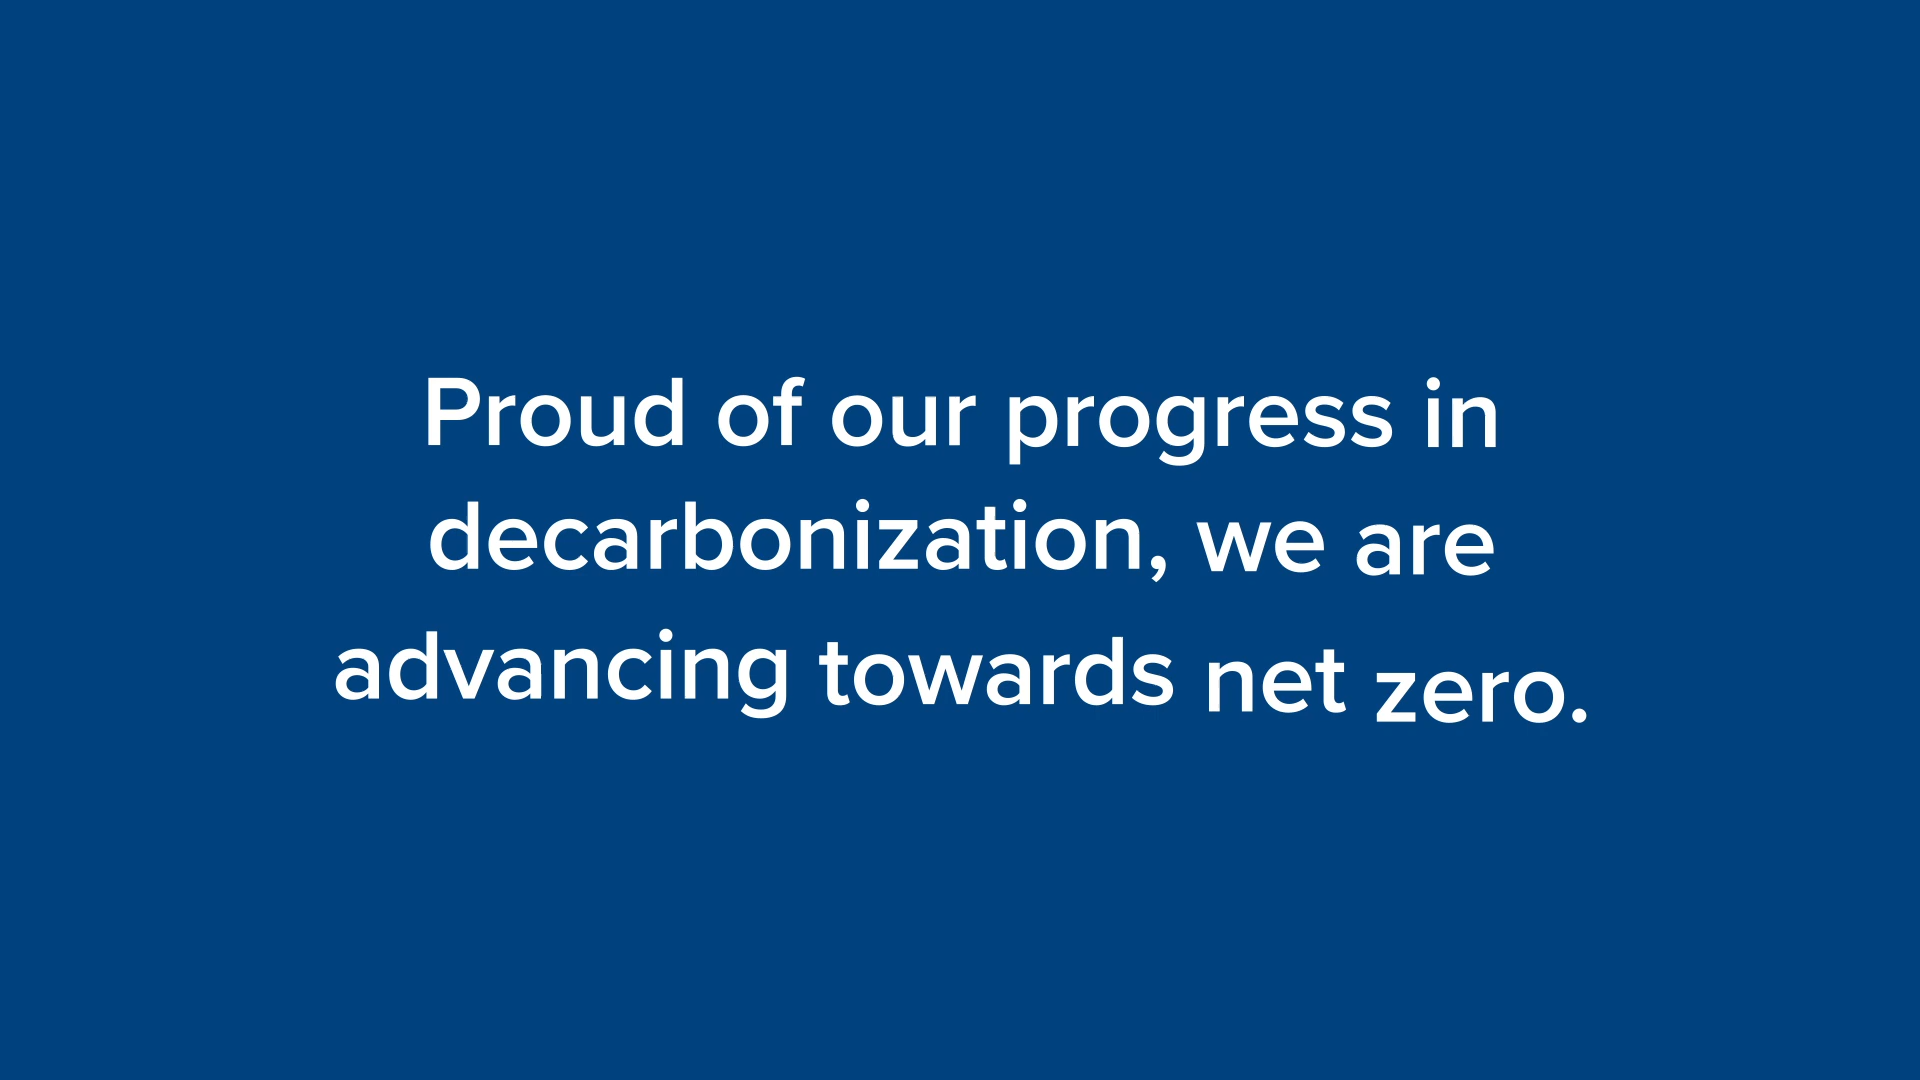 Proud of our progress in
decarbonization, we are
advancing towards net zero.